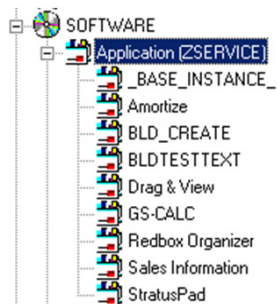 SOFTWARE
Application (ZSERVICE)
_BASE_INSTANCE_
Amortize
BLD_CREATE
BLDTESTTEXT
Drag & View
GS-CALC
Redbox Organizer
Sales Information
StratusPad